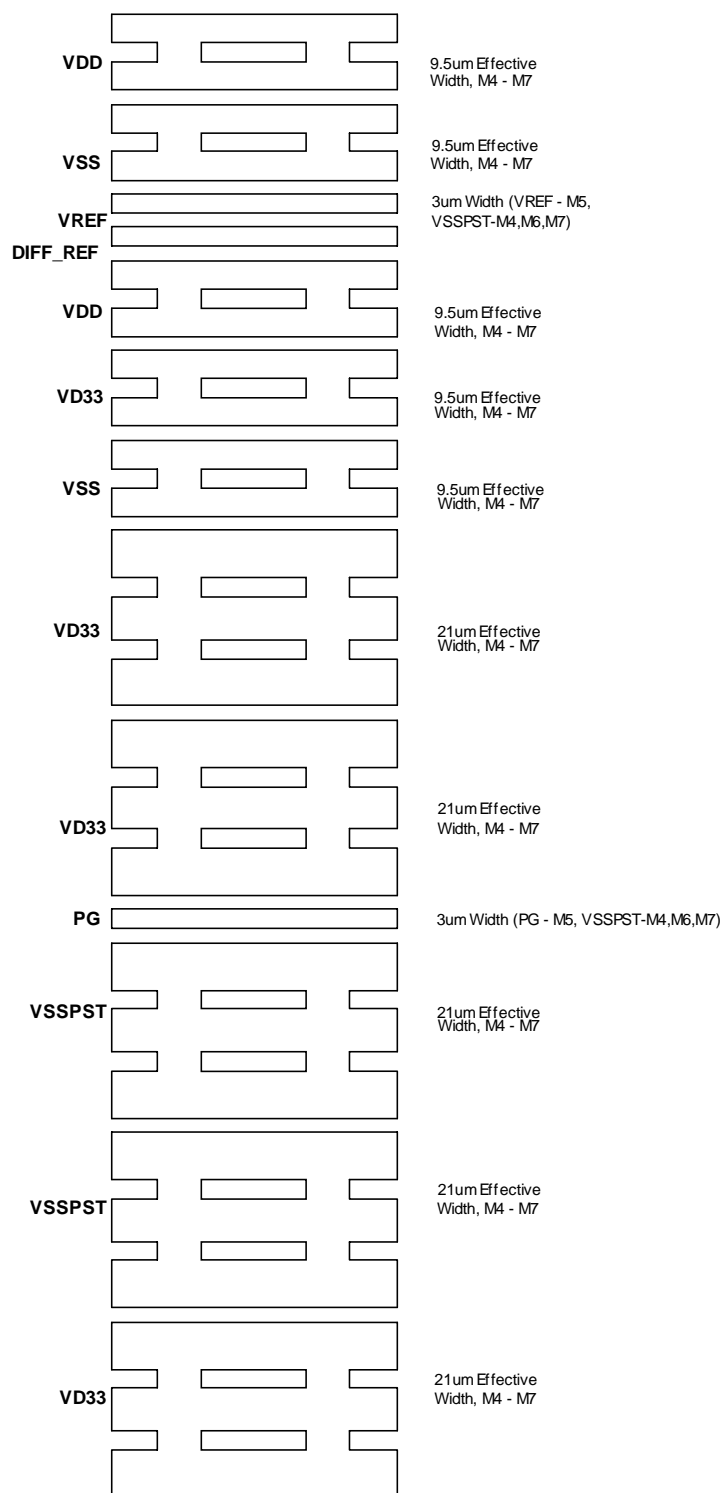 VDD
9.5um Effective
Width, M4 - M7
VSS
9.5um Effective
Width, M4 - M7
VREF
3um Width (VREF - M5,
VSSPST-M4,M6,M7)
DIFF_REF
VDD
9.5um Effective
Width, M4 - M7
VD33
9.5um Effective
Width, M4 - M7
VSS
9.5um Effective
Width, M4 - M7
VD33
21um Effective
Width, M4 - M7
VD33
21um Effective
Width, M4 - M7
PG
3um Width (PG - M5, VSSPST-M4,M6,M7)
VSSPST
21um Effective
Width, M4 - M7
VSSPST
21um Effective
Width, M4 - M7
VD33
21um Effective
Width, M4 - M7